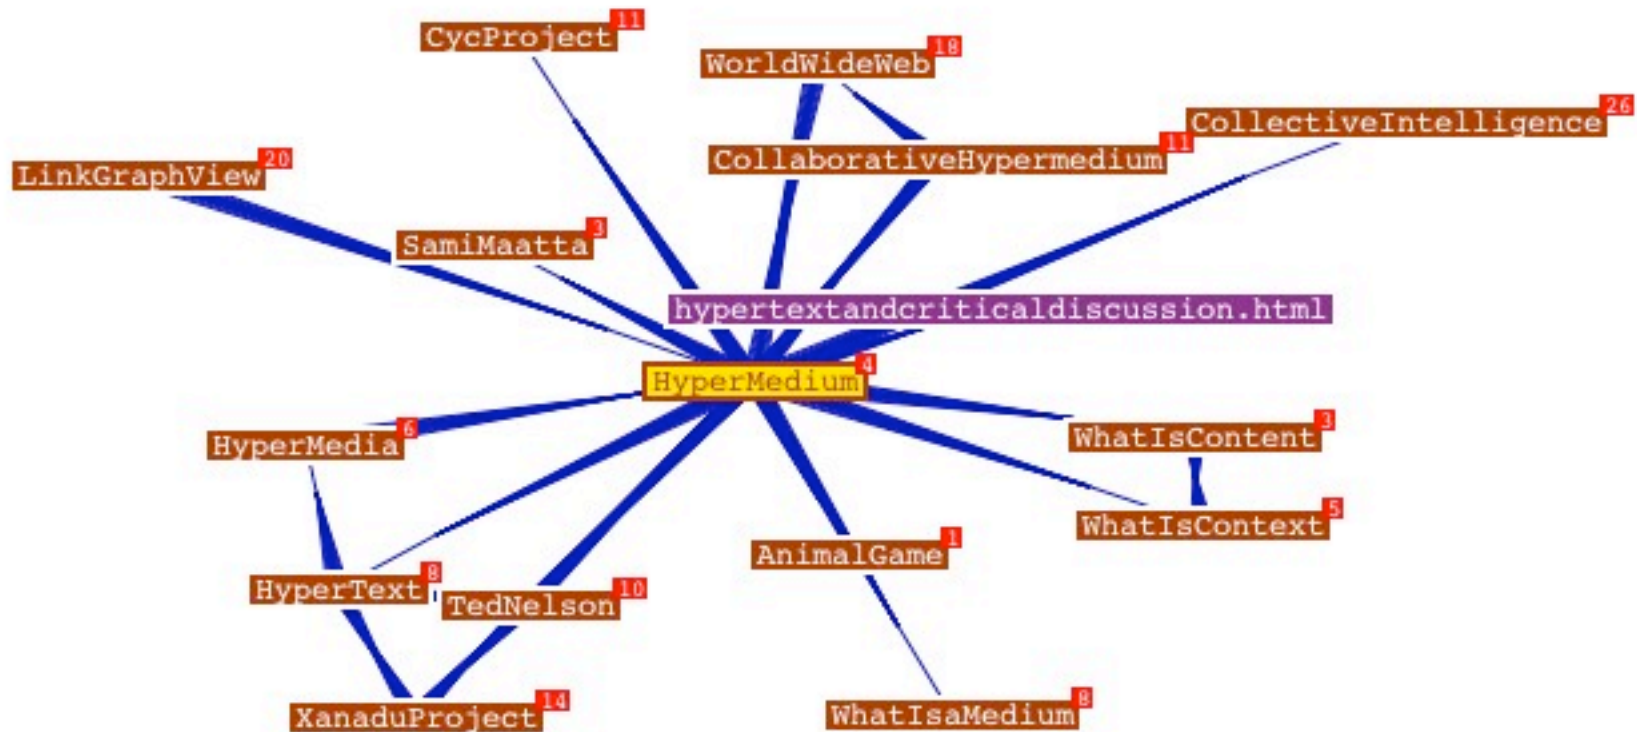 CycProject 11
WorldWideWeb 18
CollectiveIntelligence 26
CollaborativeHypermedium 11
LinkGraphView 20
SamiMaatta 3
hypertextandcriticaldiscussion.html
HyperMedium 4
HyperMedia 6
WhatIsContent 3
WhatIsContext 5
AnimalGame 1
HyperText 8
TedNelson 10
XanaduProject 14
WhatIsaMedium 8